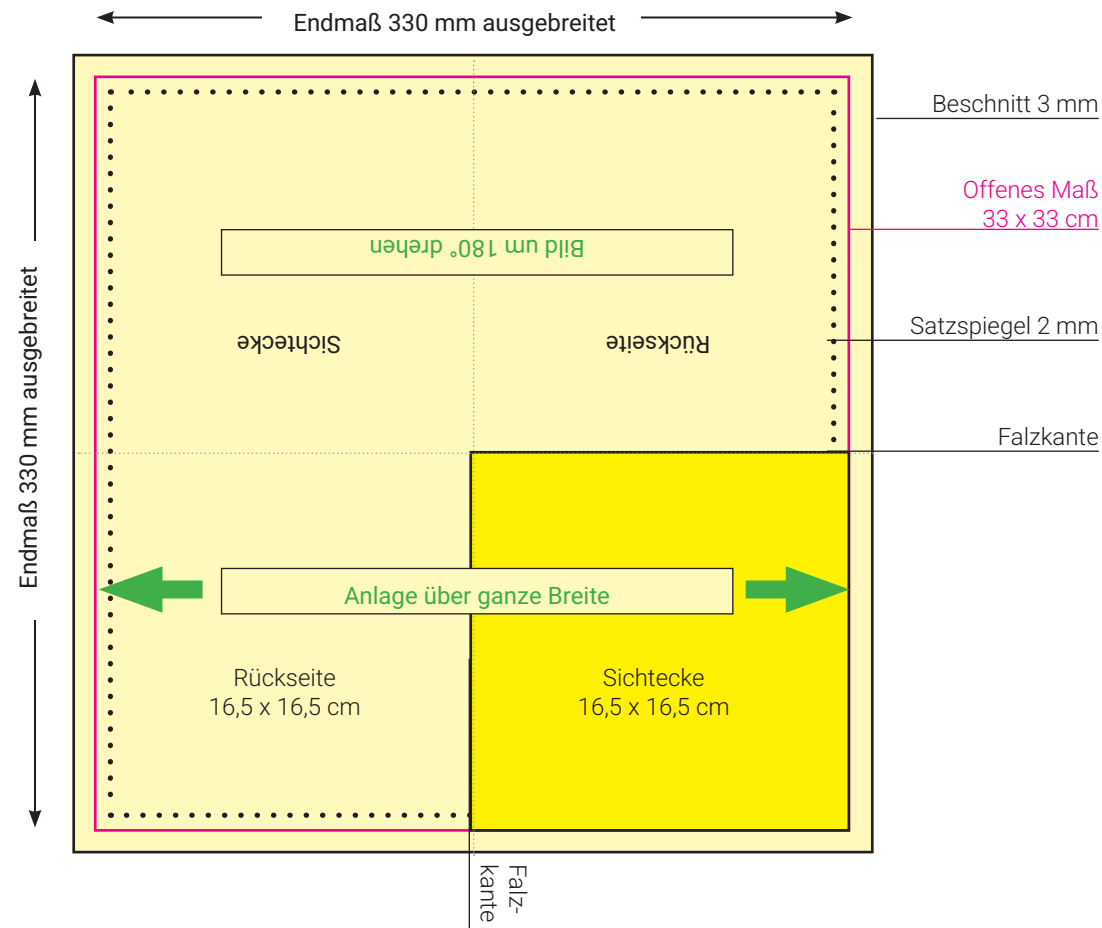 Endmaß 330 mm ausgebreitet
Endmaß 330 mm ausgebreitet
Beschnitt 3 mm
Offenes Maß
33 x 33 cm
Bild um 180° drehen
Sichtecke
Rückseite
Satzspiegel 2 mm
Falzkante
Anlage über ganze Breite
Rückseite
16,5 x 16,5 cm
Sichtecke
16,5 x 16,5 cm
Falz-
kante